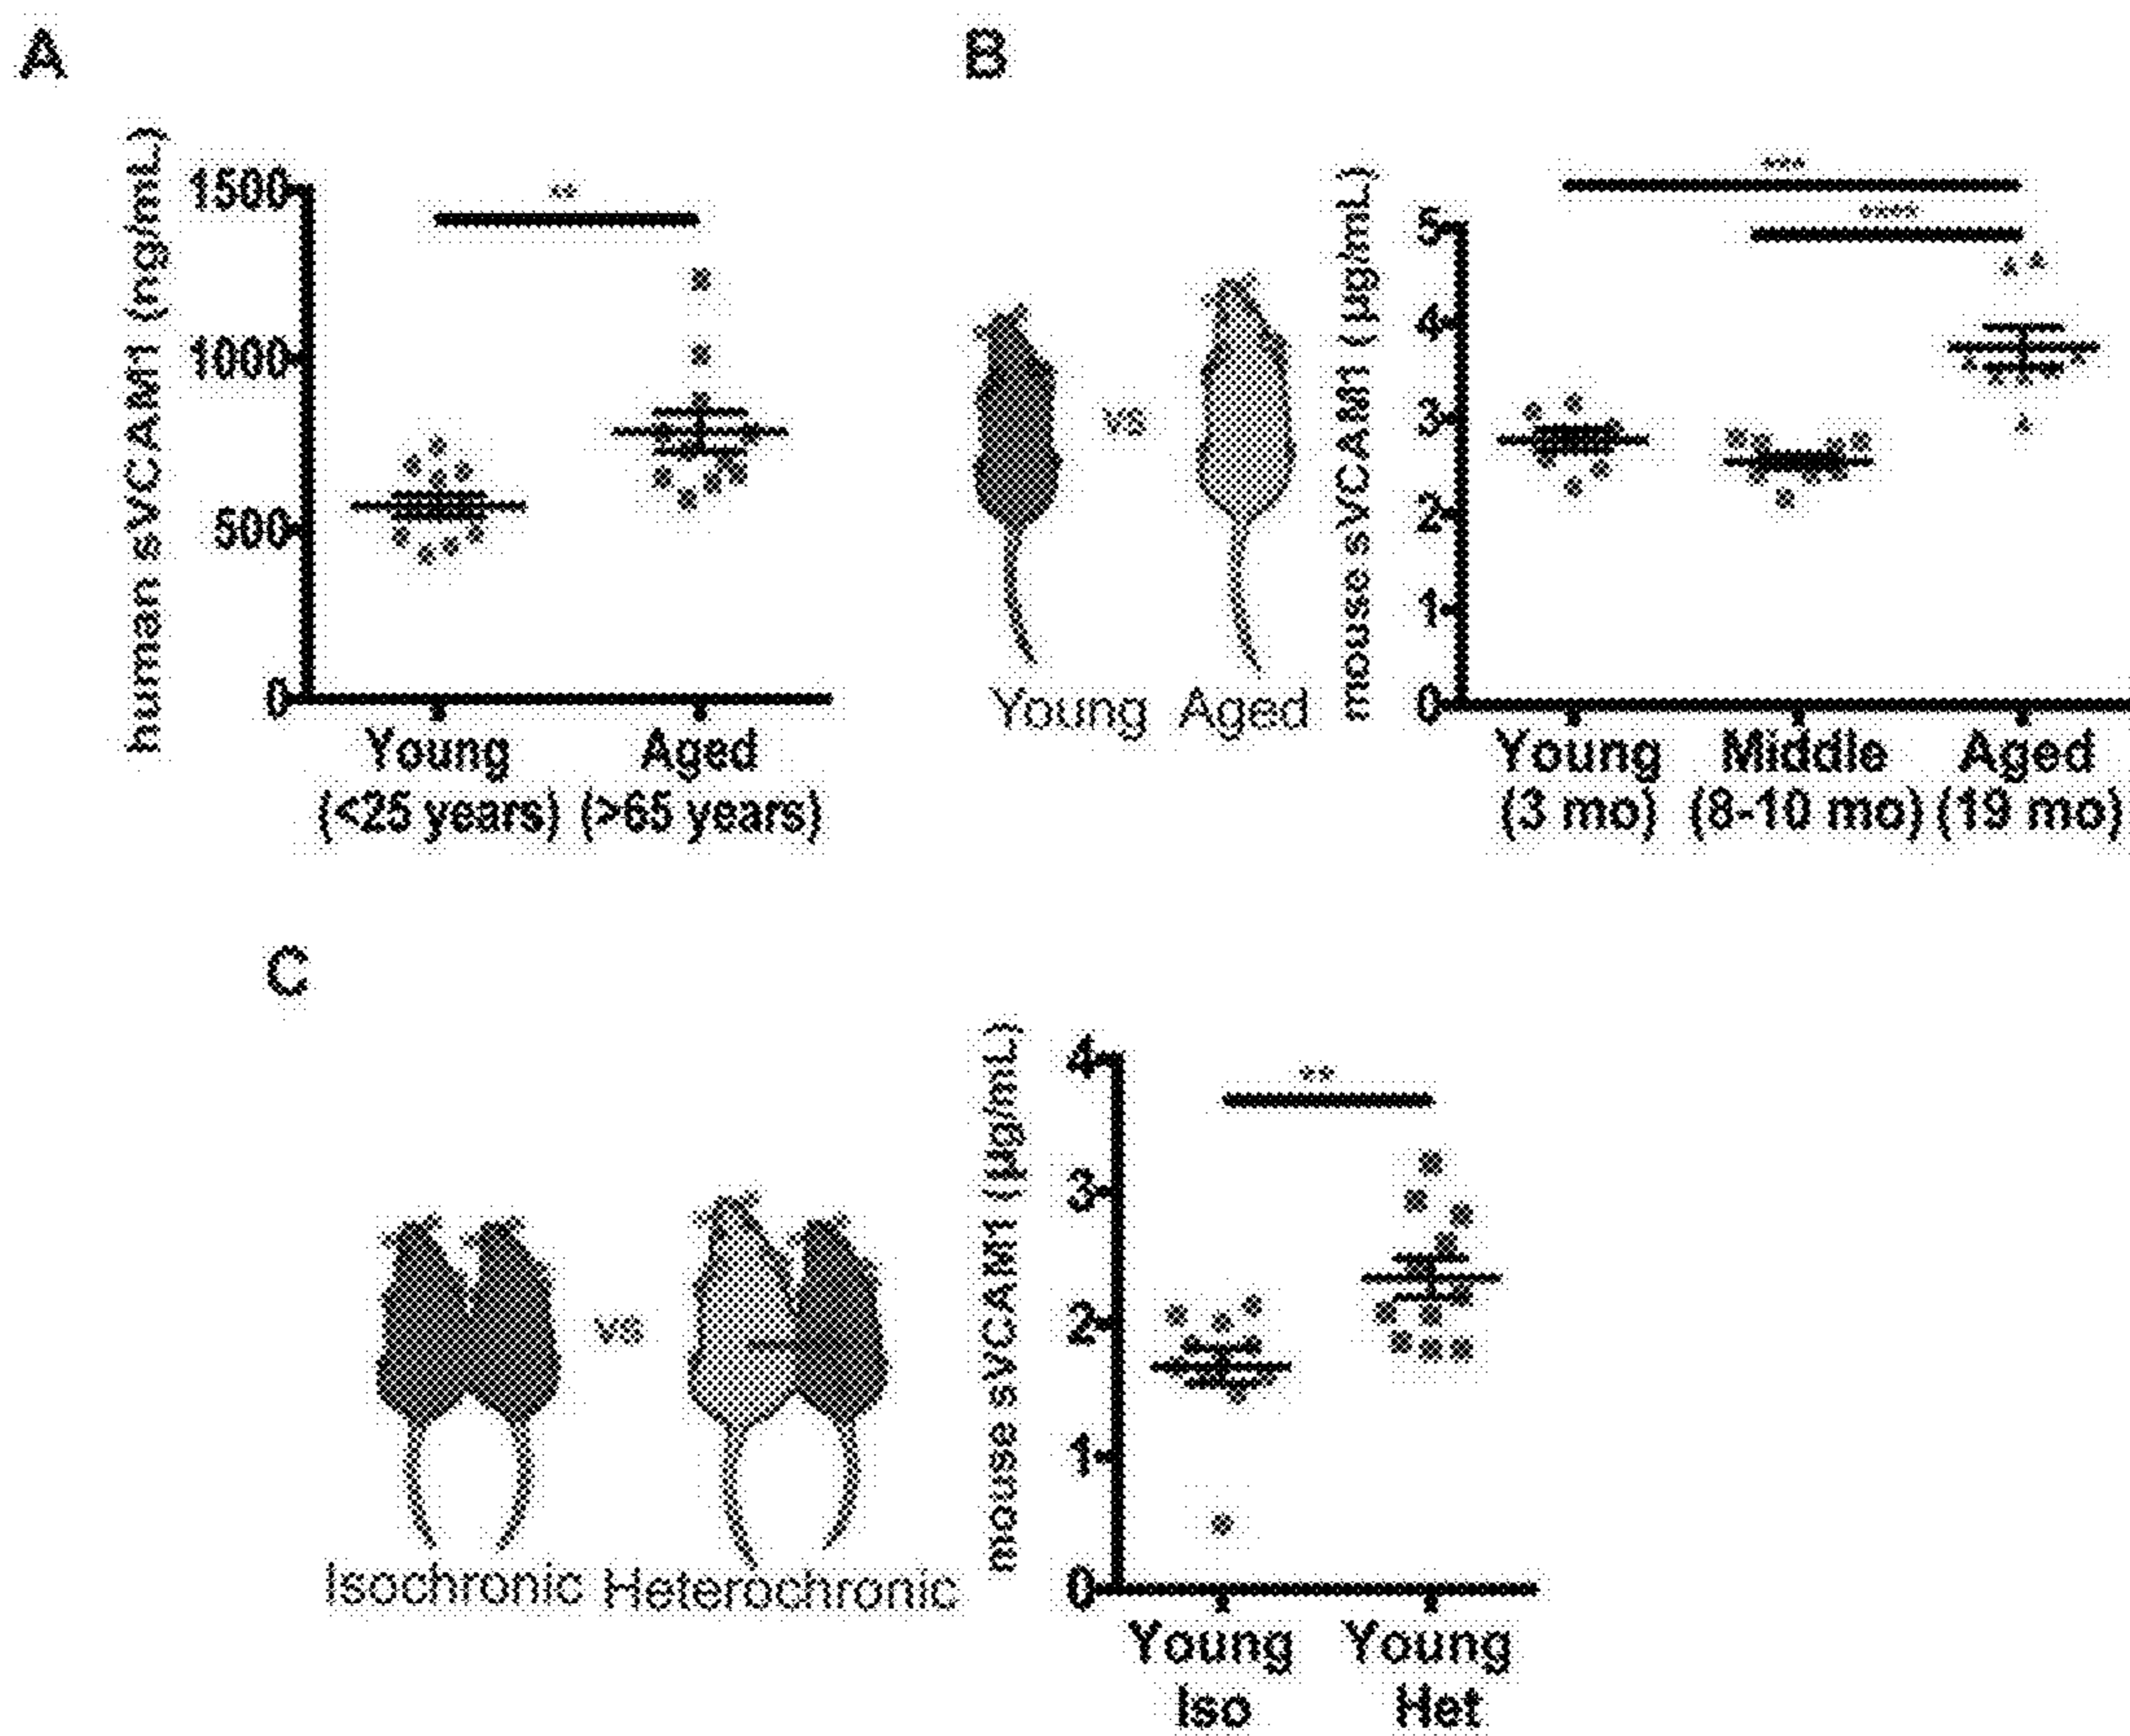 A
human sVCAM1 (ng/mL)
1500
1000
500
0
**
Young
(<25 years)
Aged
(>65 years)
B
vs
Young
Aged
mouse sVCAM1 (µg/mL)
5
4
3
2
1
0
***
****
Young
(3 mo)
Middle
(8-10 mo)
Aged
(19 mo)
C
vs
Isochronic
Heterochronic
mouse sVCAM1 (µg/mL)
4
3
2
1
0
**
Young
Iso
Young
Het